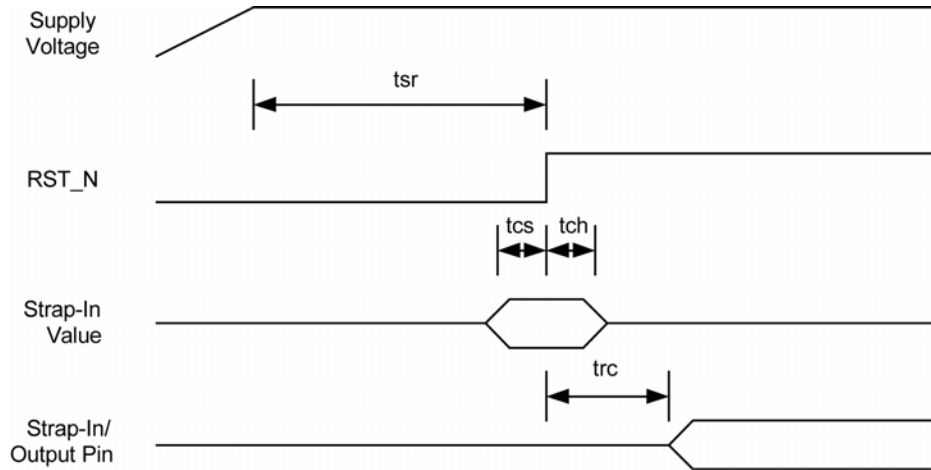 Supply
Voltage
tsr
RST_N
tcs
tch
Strap-In
Value
trc
Strap-In/
Output Pin